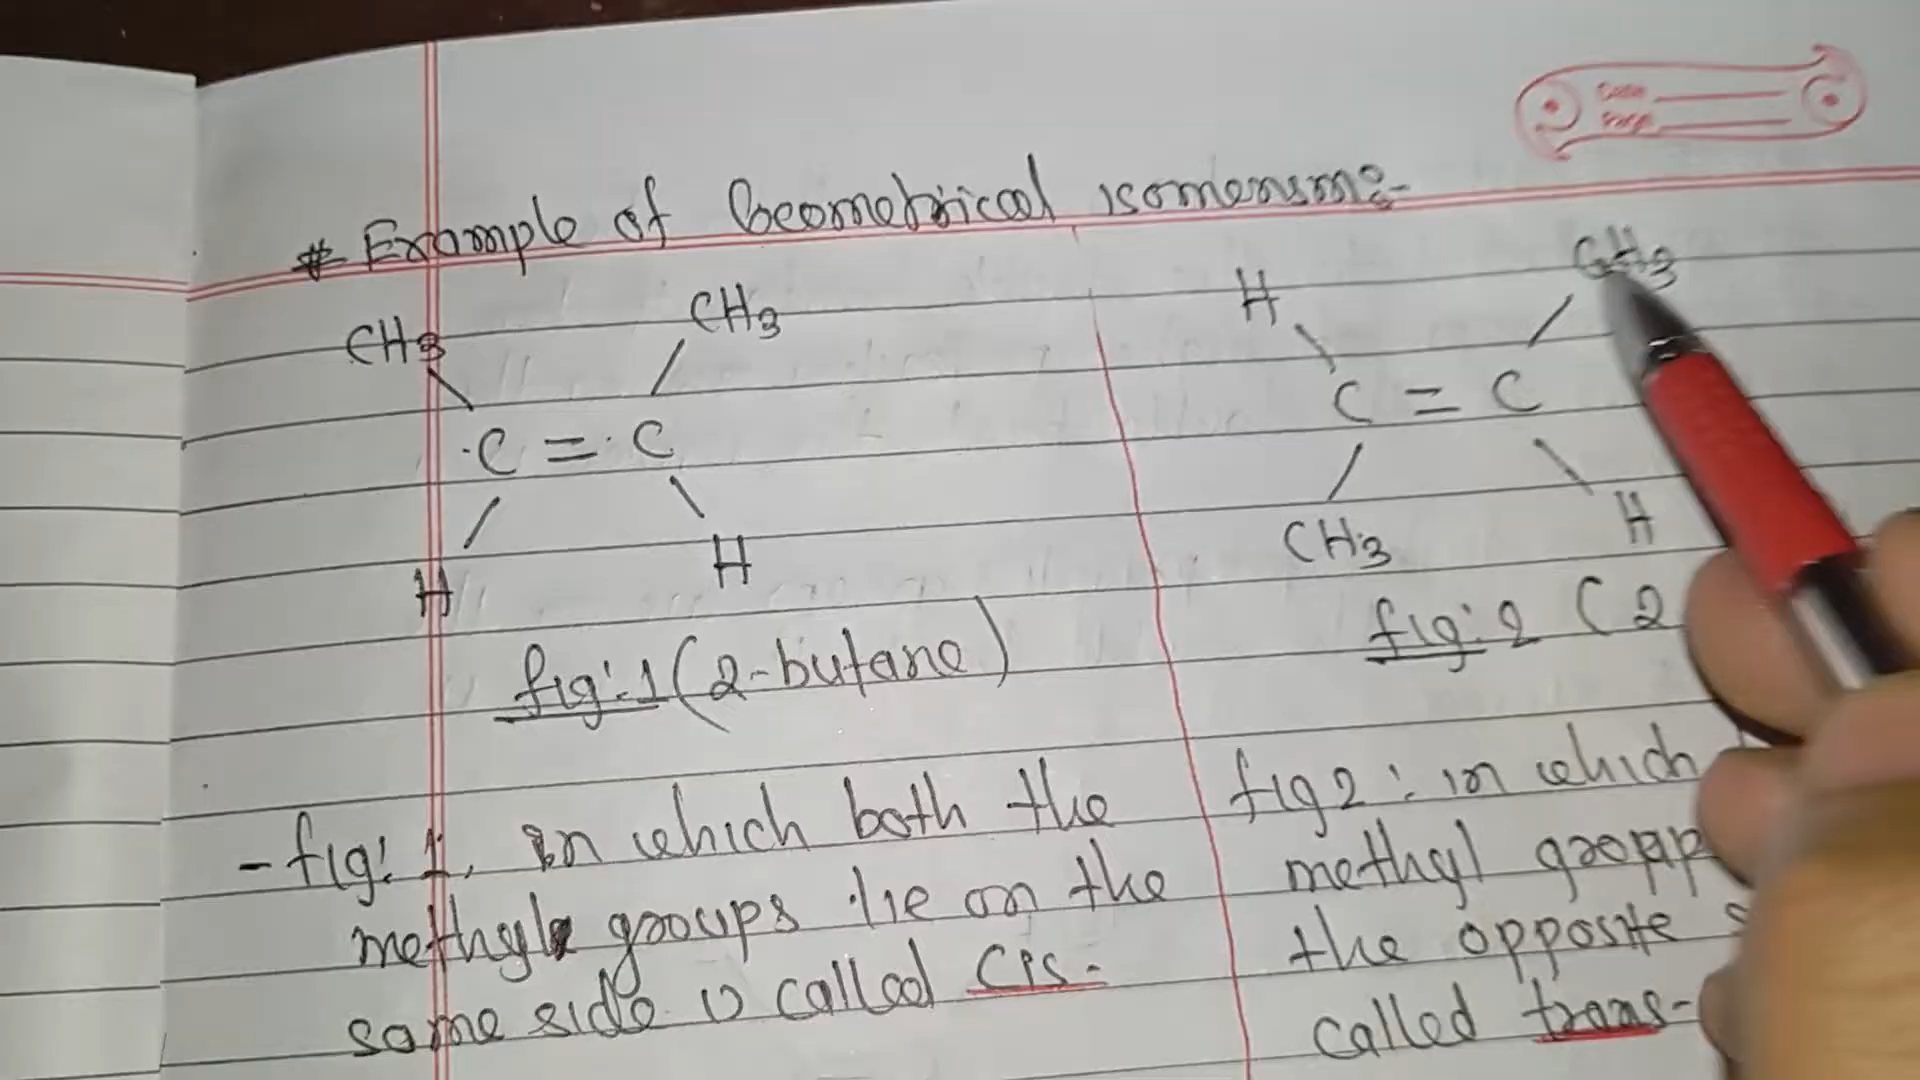 Date
Page
# Example of Geometrical isomerism:-
CH3 CH3
C = C
H H
fig:-1 (2-butane)
H CH3
C = C
CH3 H
fig:2 (2
- fig: 1, in which both the
methyl groups lie on the
same side is called Cis-
fig 2: in which
methyl group
the opposite s
called trans-